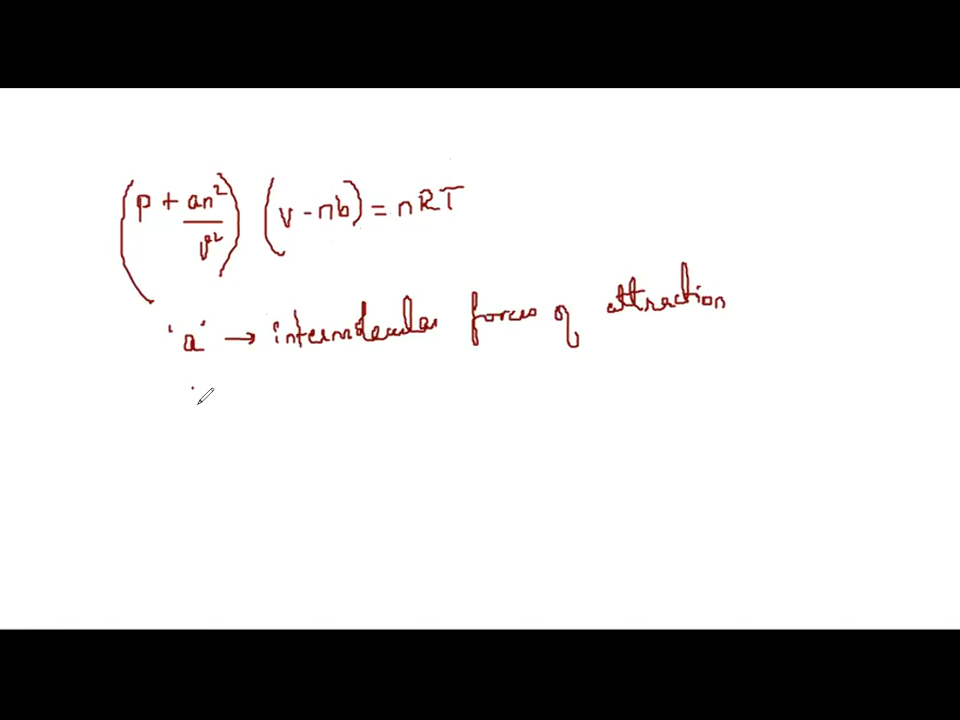 (p + an²/v²) (v - nb) = nRT
'a' → intermolecular forces of attraction